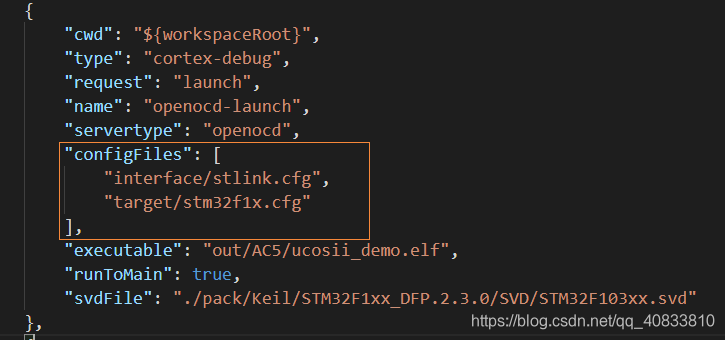 {
"cwd": "${workspaceRoot}",
"type": "cortex-debug",
"request": "launch",
"name": "openocd-launch",
"servertype": "openocd",
"configFiles": [
"interface/stlink.cfg",
"target/stm32f1x.cfg"
],
"executable": "out/AC5/ucosii_demo.elf",
"runToMain": true,
"svdFile": "./pack/Keil/STM32F1xx_DFP.2.3.0/SVD/STM32F103xx.svd"
},
https://blog.csdn.net/qq_40833810